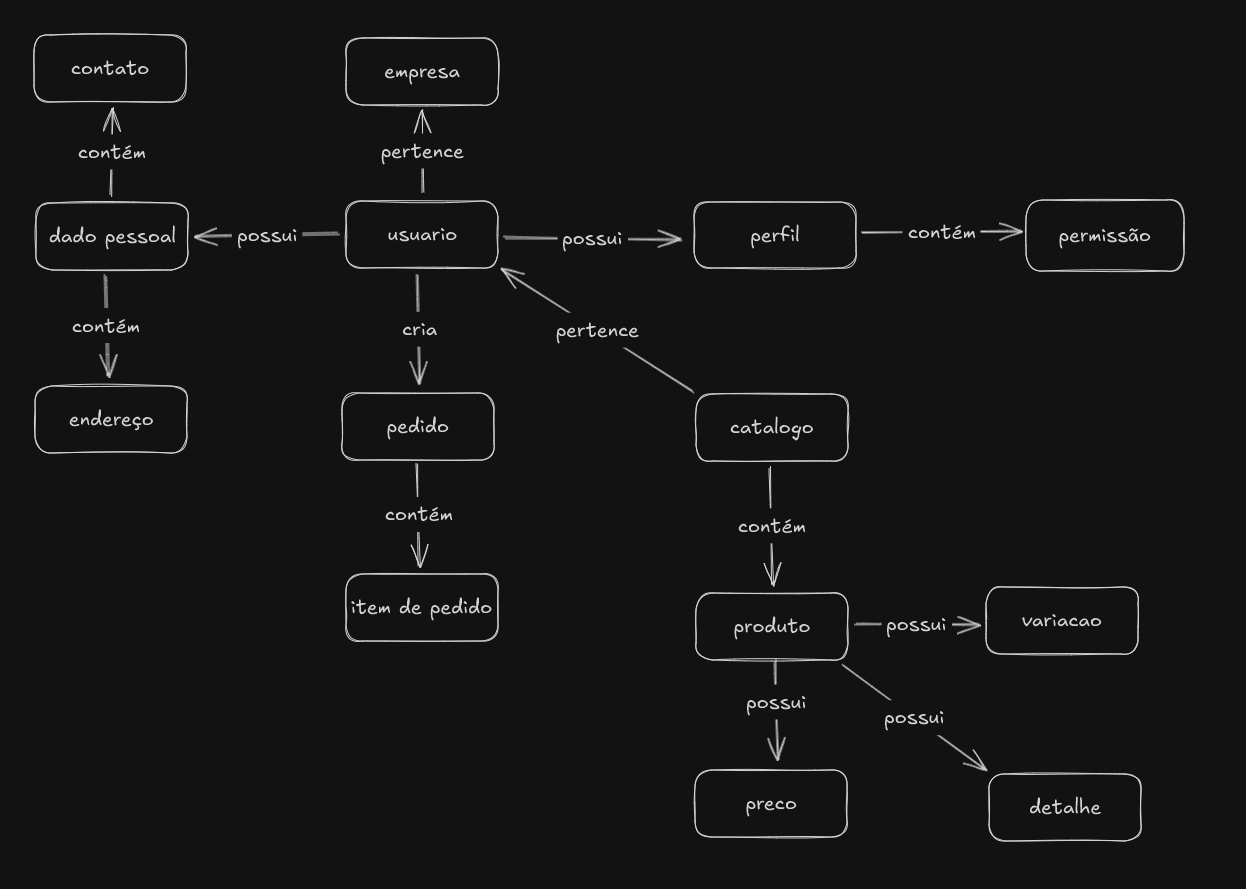 contato
empresa
contém
pertence
dado pessoal
possui
usuario
possui
perfil
contém
permissão
contém
cria
pertence
endereço
pedido
catalogo
contém
contém
item de pedido
produto
possui
variacao
possui
possui
preco
detalhe